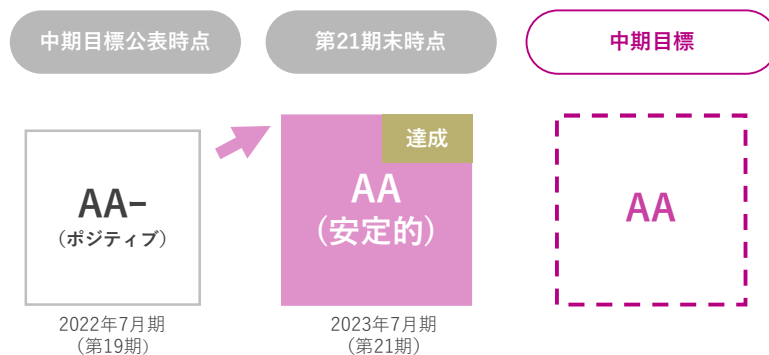 中期目標公表時点
第21期末時点
中期目標
AA−
（ポジティブ）
2022年7月期
（第19期）
達成
AA
（安定的）
2023年7月期
（第21期）
AA